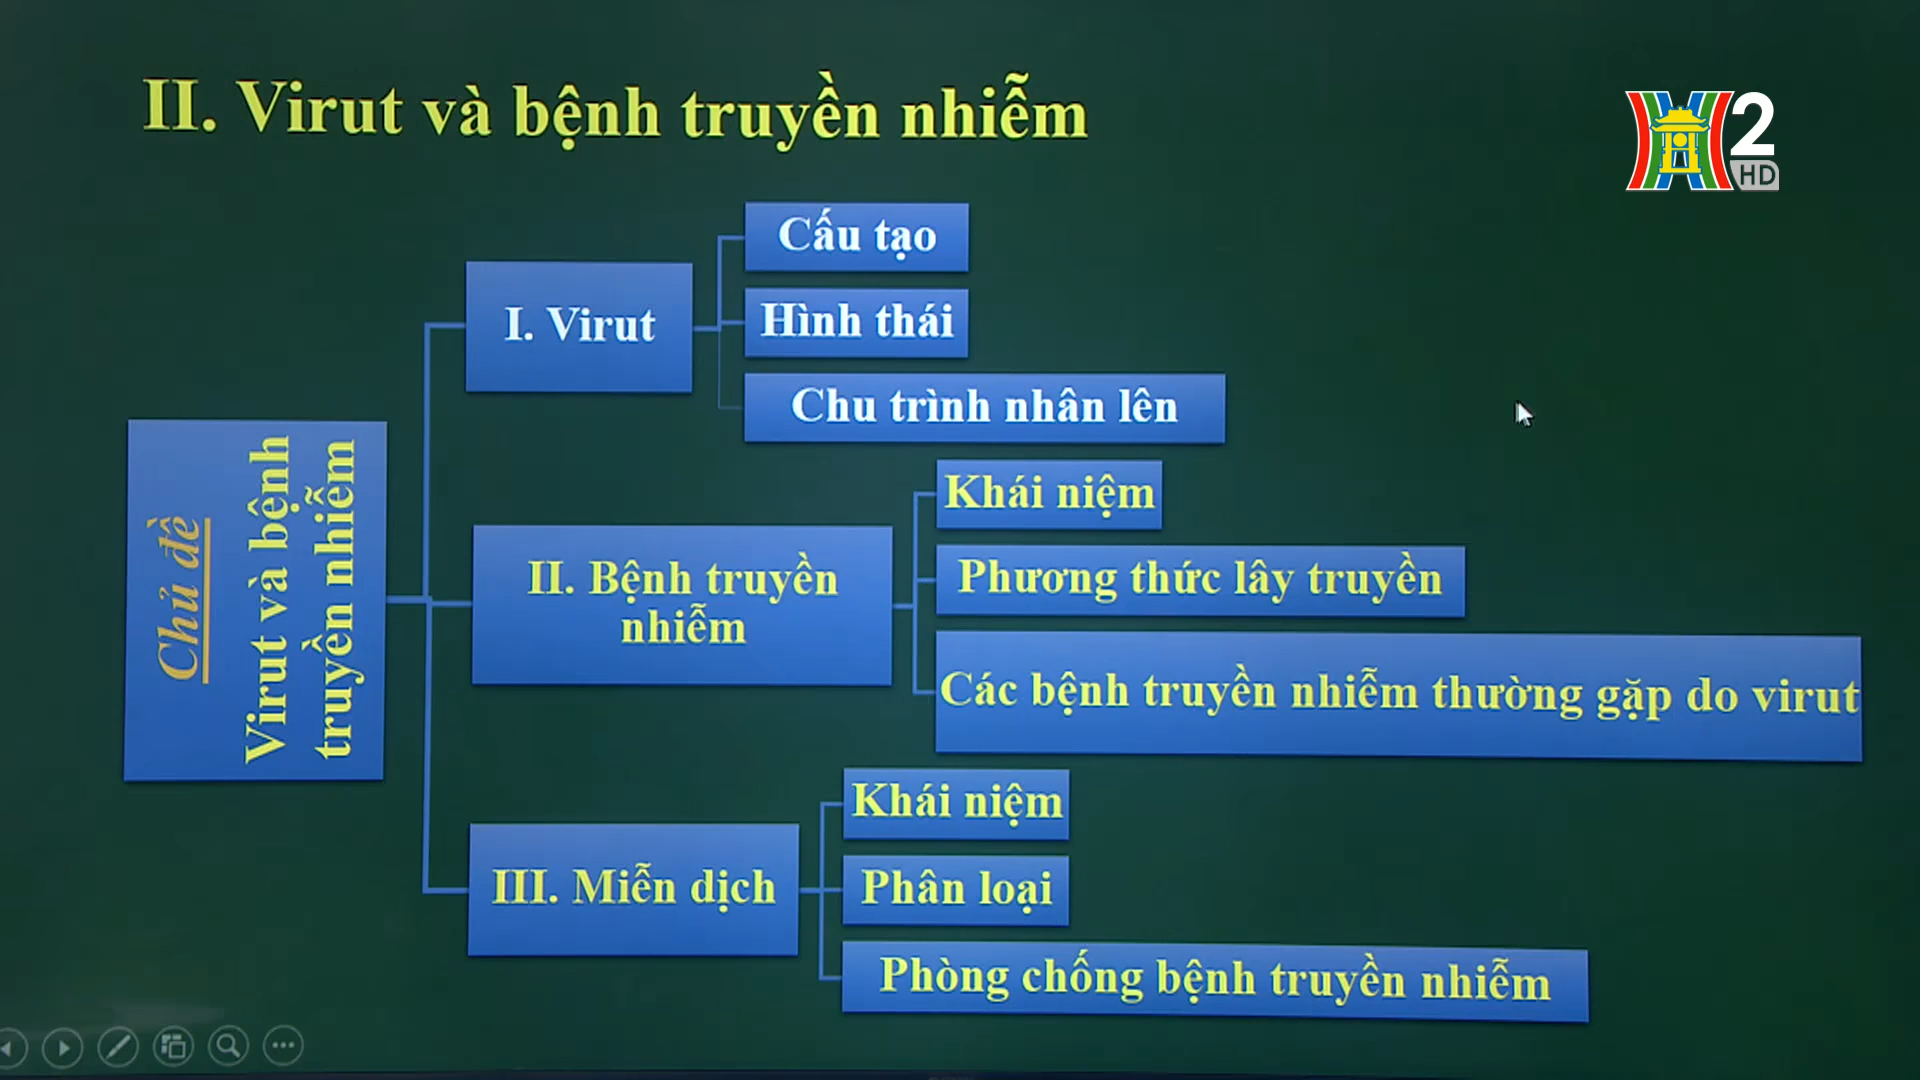 II. Virut và bệnh truyền nhiễm
2
HD
Chủ đề
Virut và bệnh
truyền nhiễm
I. Virut
Cấu tạo
Hình thái
Chu trình nhân lên
II. Bệnh truyền
nhiễm
Khái niệm
Phương thức lây truyền
Các bệnh truyền nhiễm thường gặp do virut
III. Miễn dịch
Khái niệm
Phân loại
Phòng chống bệnh truyền nhiễm